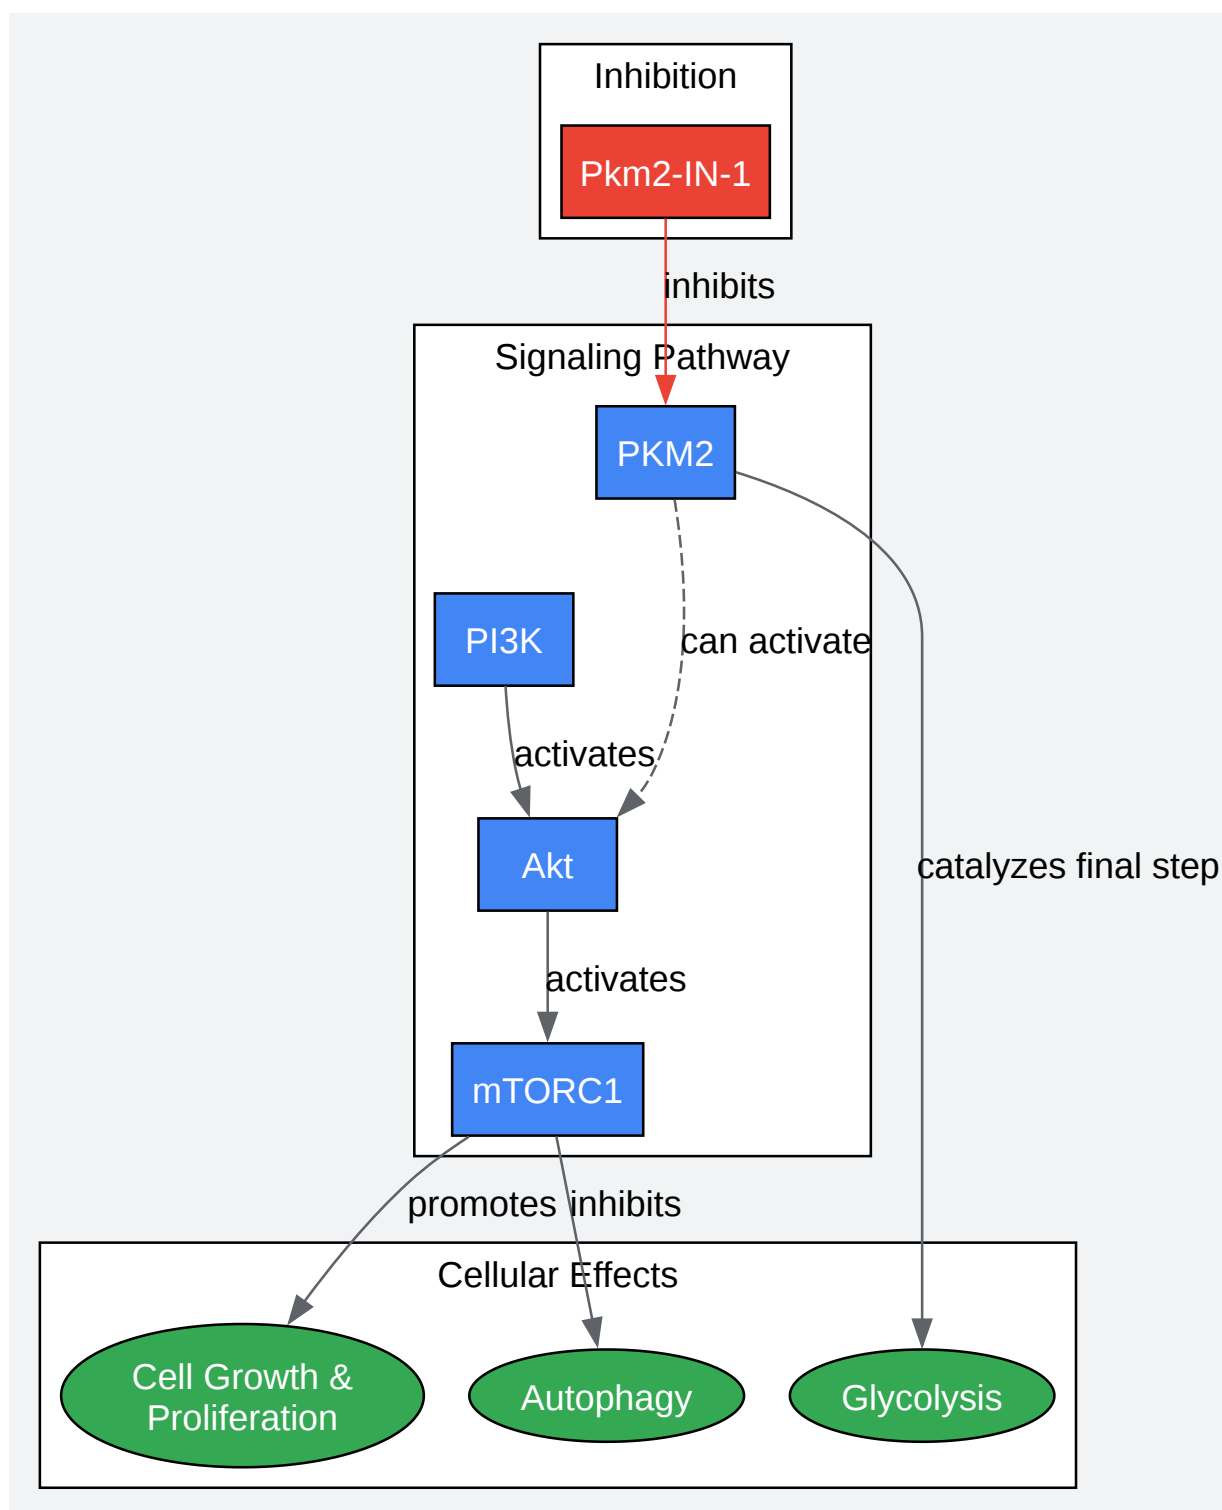 Inhibition
Pkm2-IN-1
inhibits
Signaling Pathway
PKM2
PI3K
can activate
activates
Akt
catalyzes final step
activates
mTORC1
promotes
inhibits
Cellular Effects
Cell Growth &
Proliferation
Autophagy
Glycolysis